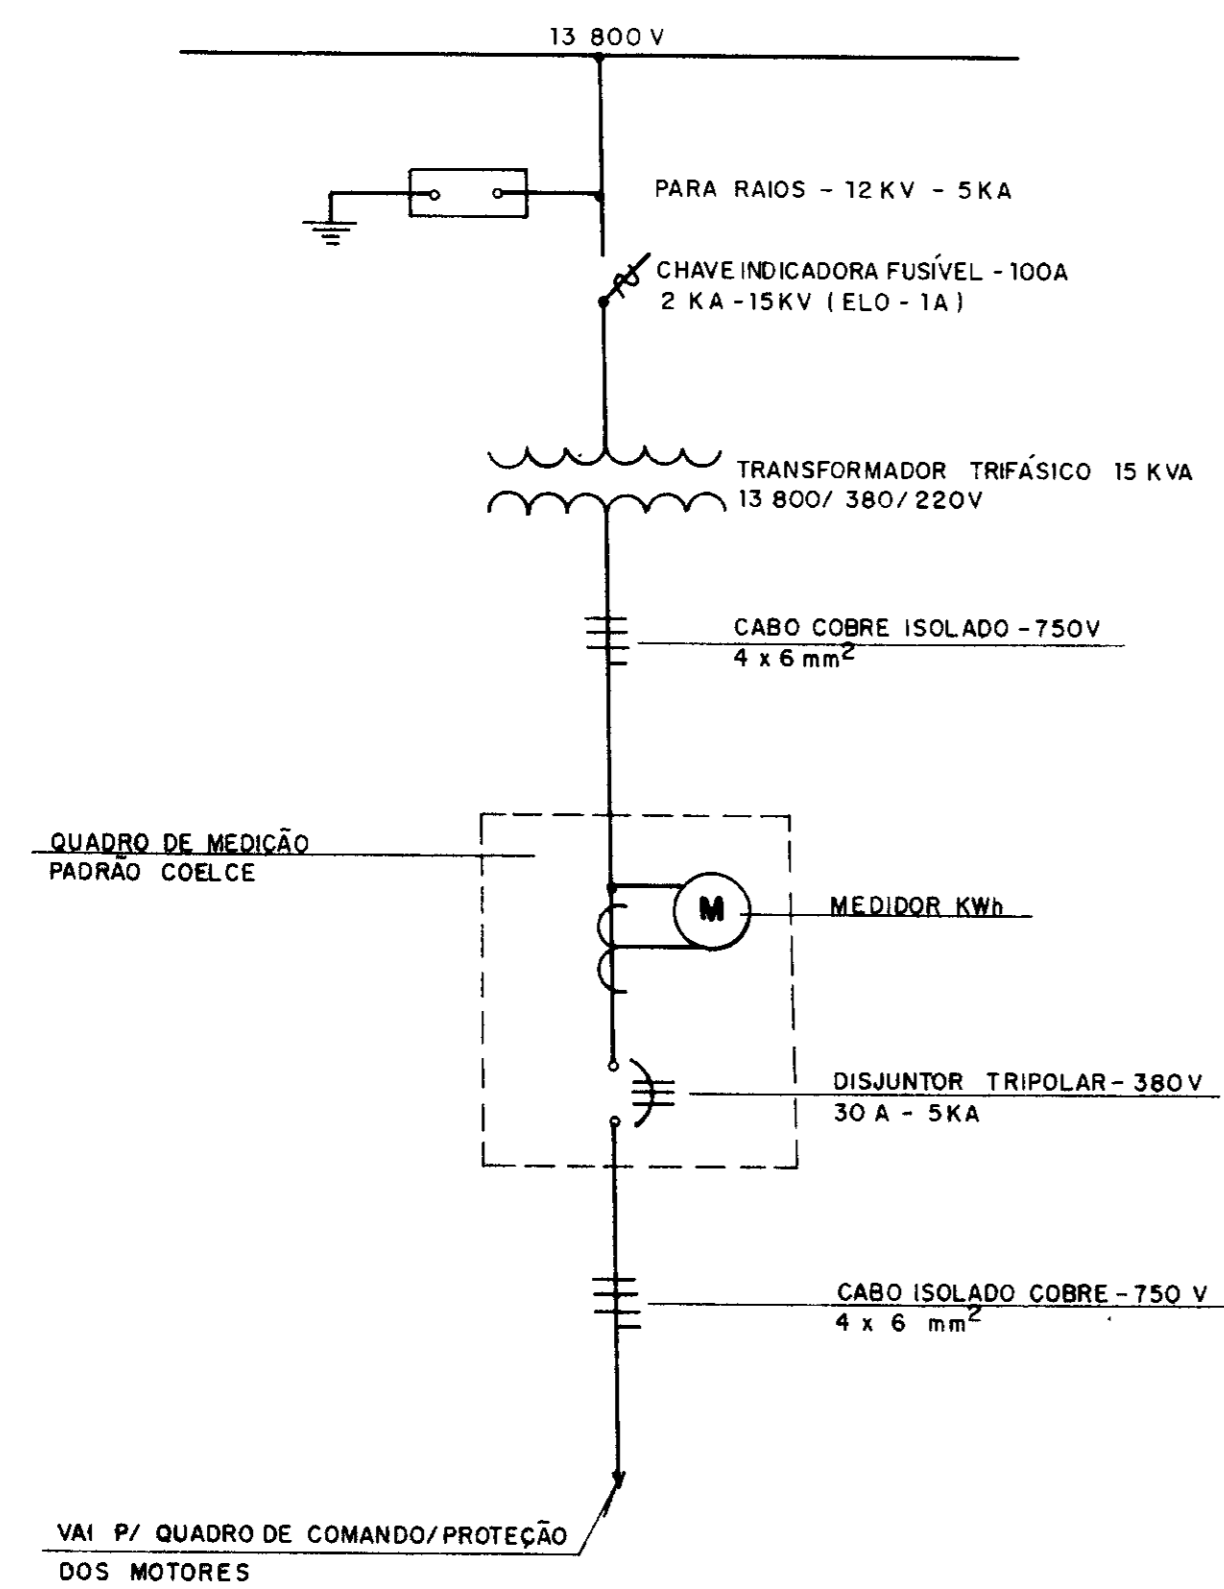 13 800 V
PARA RAIOS - 12 KV - 5KA
CHAVE INDICADORA FUSÍVEL - 100A
2 KA - 15KV ( ELO - 1A )
TRANSFORMADOR TRIFÁSICO 15 KVA
13 800/ 380/ 220V
CABO COBRE ISOLADO - 750V
4 x 6 mm²
QUADRO DE MEDIÇÃO
PADRÃO COELCE
M
MEDIDOR KWh
DISJUNTOR TRIPOLAR - 380V
30 A - 5KA
CABO ISOLADO COBRE - 750 V
4 x 6 mm²
VAI P/ QUADRO DE COMANDO/PROTEÇÃO
DOS MOTORES